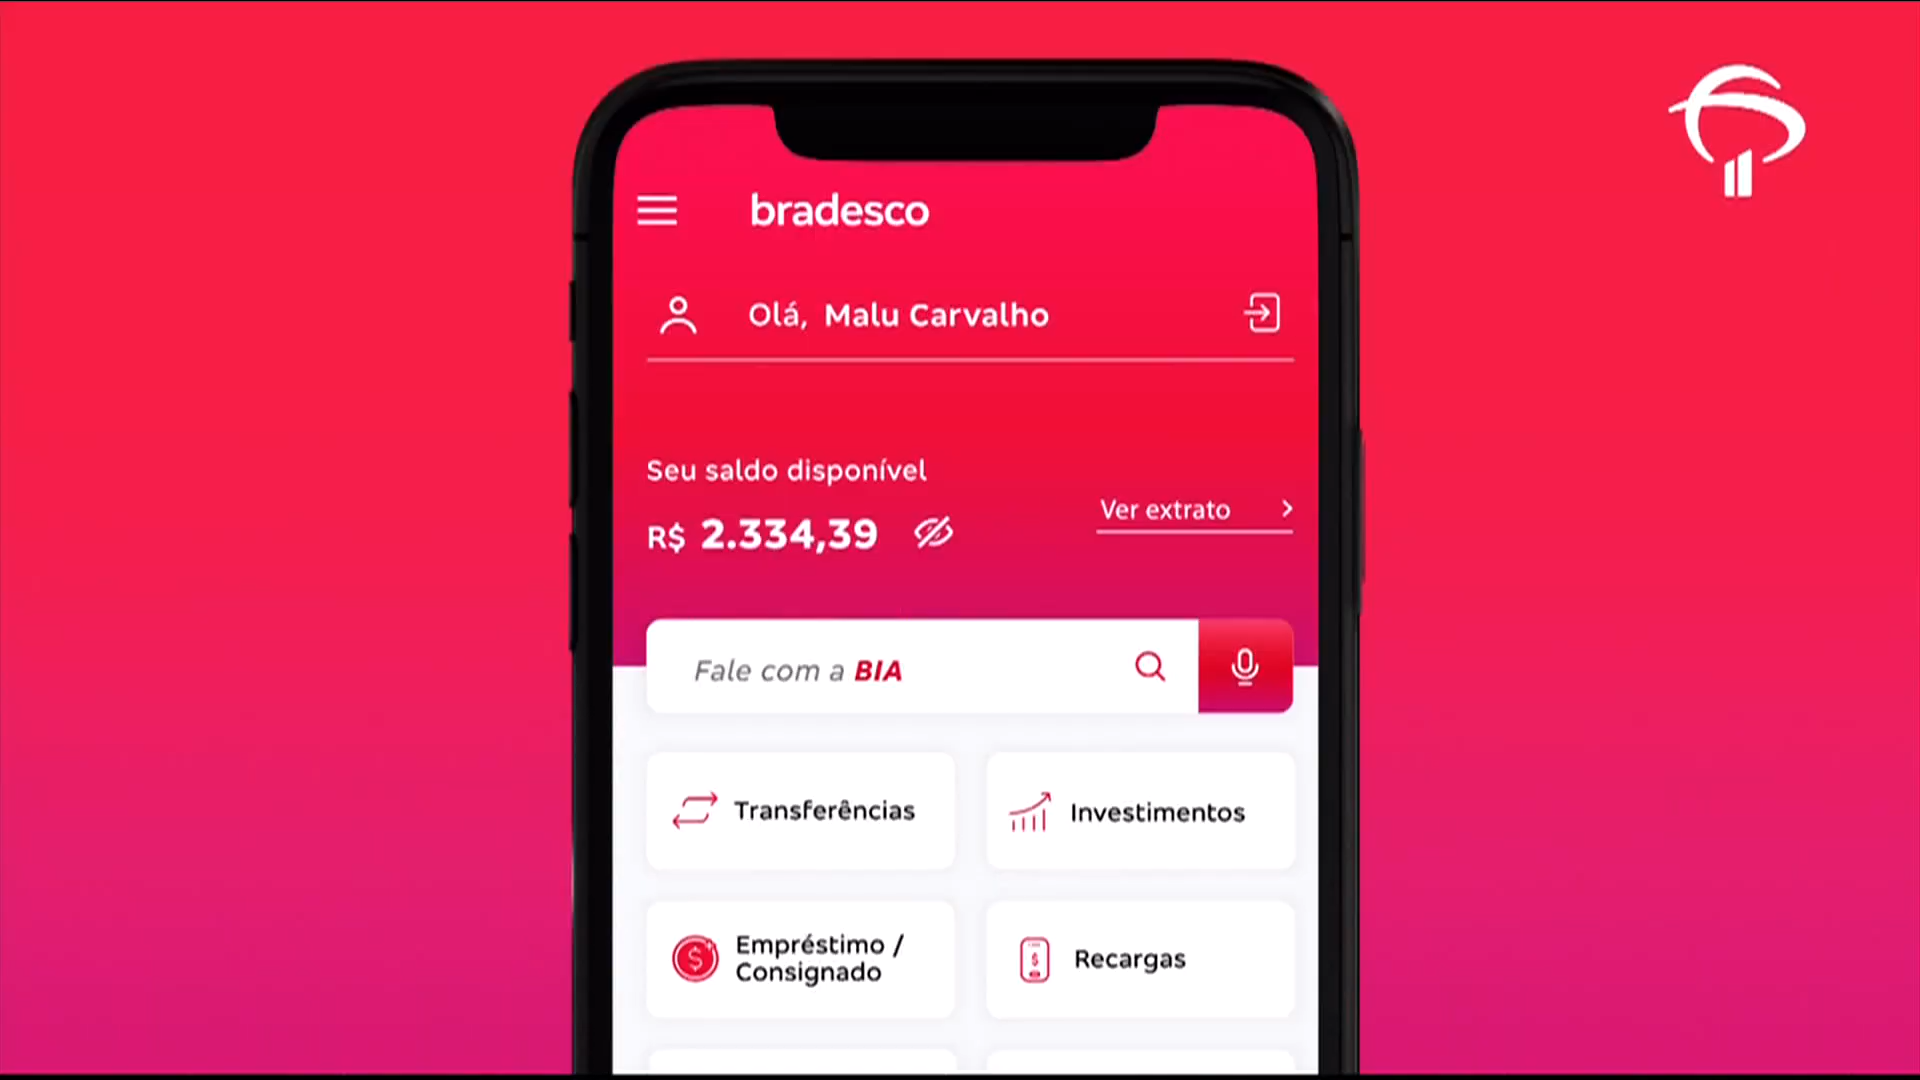 bradesco
Olá, Malu Carvalho
Seu saldo disponível
R$ 2.334,39
Ver extrato
Fale com a BIA
Transferências
Investimentos
Empréstimo /
Consignado
Recargas